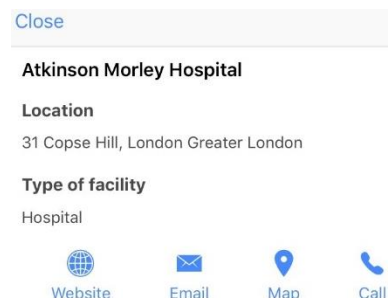 Close
Atkinson Morley Hospital
Location
31 Copse Hill, London Greater London
Type of facility
Hospital
Website Email Map Call